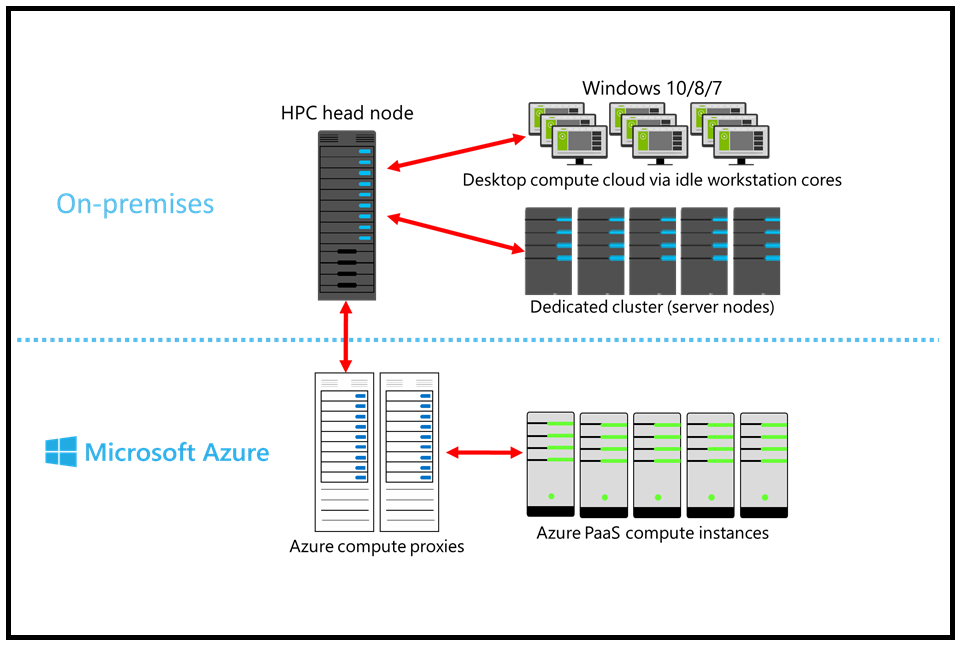 Windows 10/8/7
HPC head node
Desktop compute cloud via idle workstation cores
On-premises
Dedicated cluster (server nodes)
Microsoft Azure
Azure PaaS compute instances
Azure compute proxies